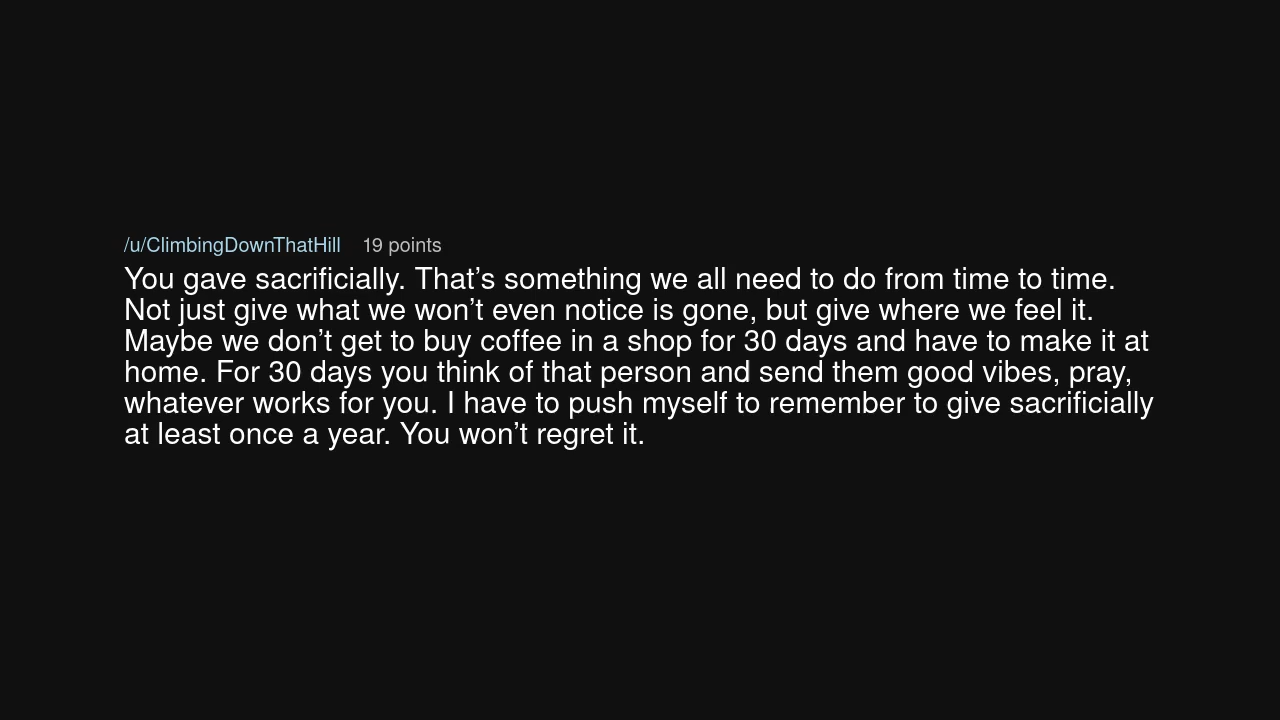 /u/ClimbingDownThatHill 19 points
You gave sacrificially. That’s something we all need to do from time to time.
Not just give what we won’t even notice is gone, but give where we feel it.
Maybe we don’t get to buy coffee in a shop for 30 days and have to make it at
home. For 30 days you think of that person and send them good vibes, pray,
whatever works for you. I have to push myself to remember to give sacrificially
at least once a year. You won’t regret it.